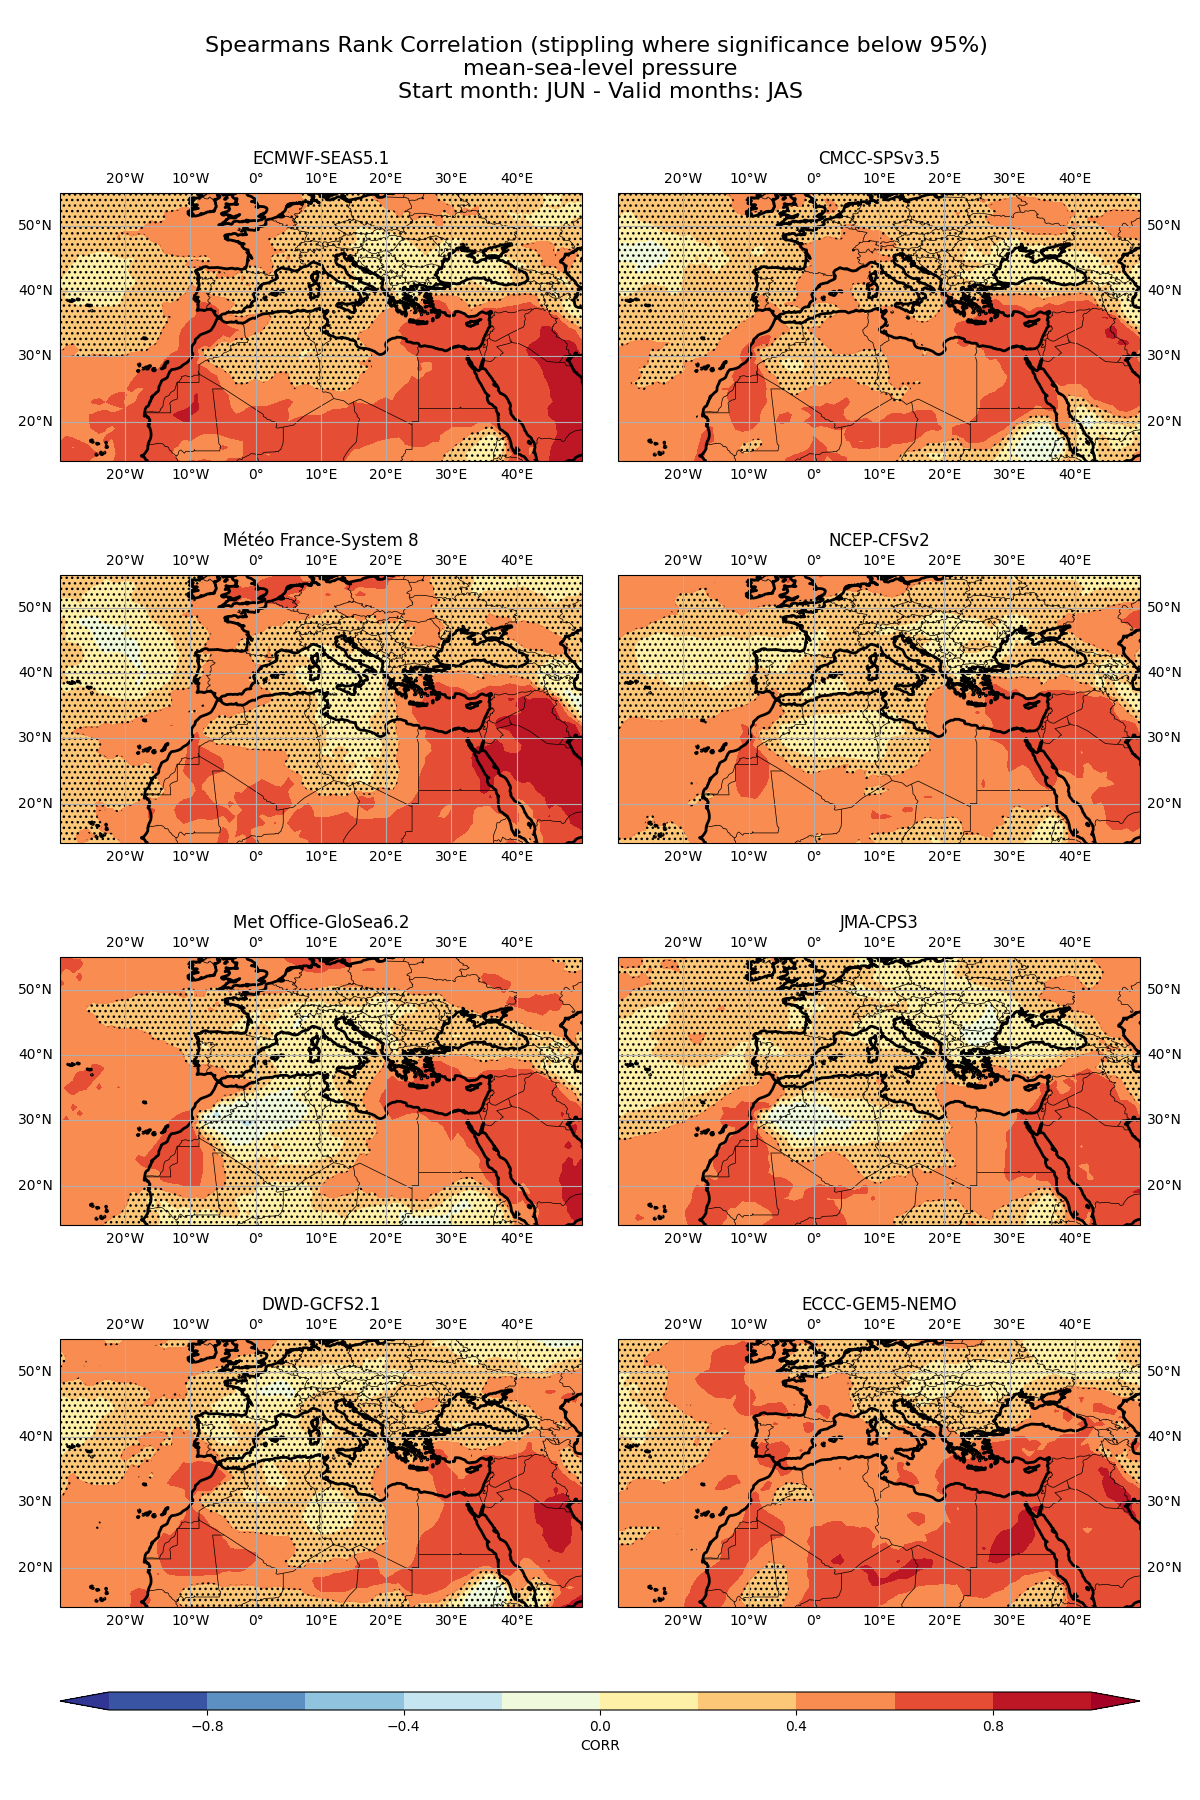 Spearmans Rank Correlation (stippling where significance below 95%)
mean-sea-level pressure
Start month: JUN - Valid months: JAS
ECMWF-SEAS5.1
20°W 10°W 0° 10°E 20°E 30°E 40°E
50°N
40°N
30°N
20°N
20°W 10°W 0° 10°E 20°E 30°E 40°E
CMCC-SPSv3.5
20°W 10°W 0° 10°E 20°E 30°E 40°E
50°N
40°N
30°N
20°N
20°W 10°W 0° 10°E 20°E 30°E 40°E
Météo France-System 8
20°W 10°W 0° 10°E 20°E 30°E 40°E
50°N
40°N
30°N
20°N
20°W 10°W 0° 10°E 20°E 30°E 40°E
NCEP-CFSv2
20°W 10°W 0° 10°E 20°E 30°E 40°E
50°N
40°N
30°N
20°N
20°W 10°W 0° 10°E 20°E 30°E 40°E
Met Office-GloSea6.2
20°W 10°W 0° 10°E 20°E 30°E 40°E
50°N
40°N
30°N
20°N
20°W 10°W 0° 10°E 20°E 30°E 40°E
JMA-CPS3
20°W 10°W 0° 10°E 20°E 30°E 40°E
50°N
40°N
30°N
20°N
20°W 10°W 0° 10°E 20°E 30°E 40°E
DWD-GCFS2.1
20°W 10°W 0° 10°E 20°E 30°E 40°E
50°N
40°N
30°N
20°N
20°W 10°W 0° 10°E 20°E 30°E 40°E
ECCC-GEM5-NEMO
20°W 10°W 0° 10°E 20°E 30°E 40°E
50°N
40°N
30°N
20°N
20°W 10°W 0° 10°E 20°E 30°E 40°E
−0.8 −0.4 0.0 0.4 0.8
CORR